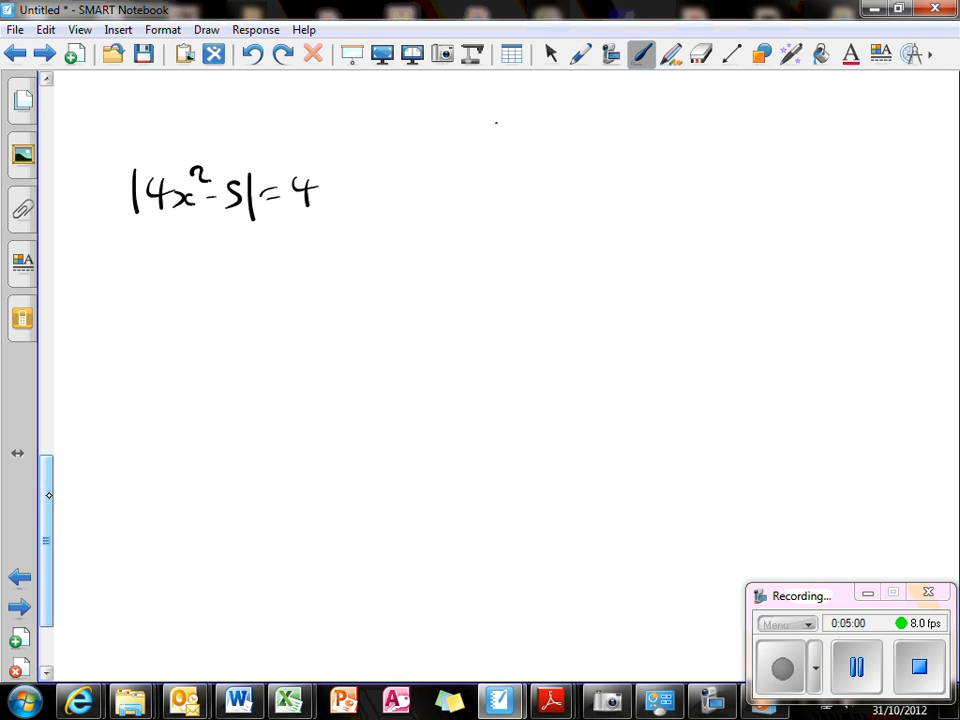 Untitled * - SMART Notebook
File Edit View Insert Format Draw Response Help
|4x²-5|=4
Recording...
Menu 0:05:00 8.0 fps
31/10/2012